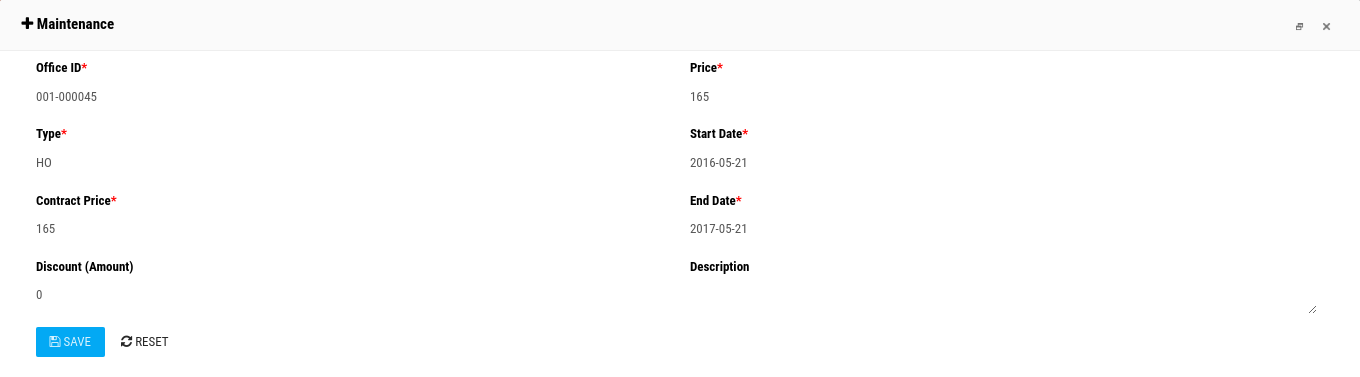 Maintenance
Office ID*
001-000045
Price*
165
Type*
HO
Start Date*
2016-05-21
Contract Price*
165
End Date*
2017-05-21
Discount (Amount)
0
Description
SAVE
RESET